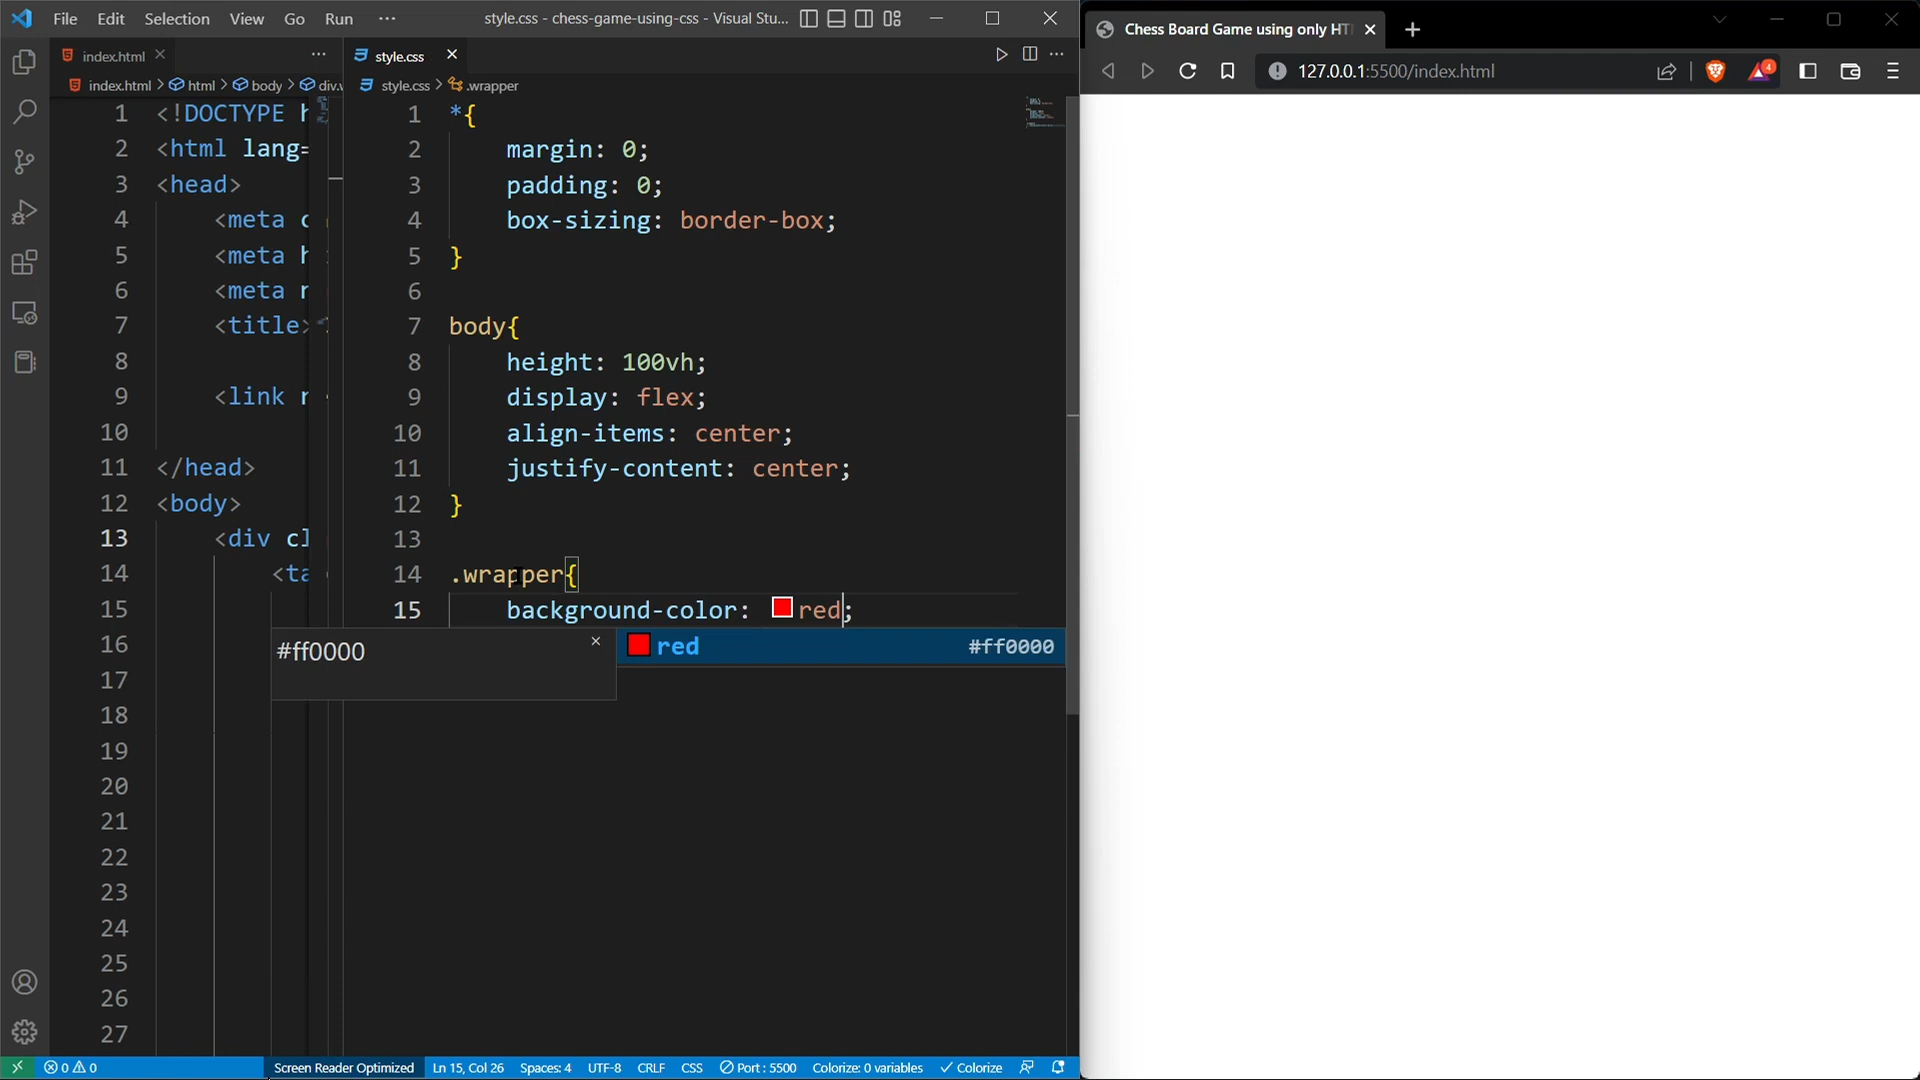 File Edit Selection View Go Run ··· style.css - chess-game-using-css - Visual Stu...
index.html ··· style.css
index.html > html > body > div.v
style.css > .wrapper
1 <!DOCTYPE h
2 <html lang=
3 <head>
4 <meta c
5 <meta h
6 <meta n
7 <title>
8
9 <link r
10
11 </head>
12 <body>
13 <div cl
14 <ta
15
16
17
18
19
20
21
22
23
24
25
26
27
1 *{
2 margin: 0;
3 padding: 0;
4 box-sizing: border-box;
5 }
6
7 body{
8 height: 100vh;
9 display: flex;
10 align-items: center;
11 justify-content: center;
12 }
13
14 .wrapper{
15 background-color: red;
#ff0000
red #ff0000
0 0 Screen Reader Optimized Ln 15, Col 26 Spaces: 4 UTF-8 CRLF CSS Port : 5500 Colorize: 0 variables Colorize
Chess Board Game using only HT
127.0.0.1:5500/index.html
4